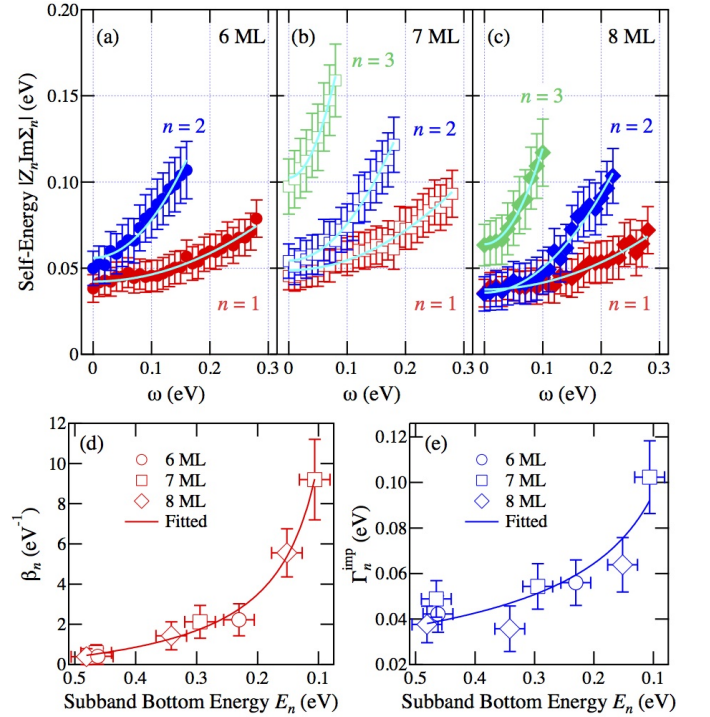 0.20
0.15
0.10
0.05
0
Self-Energy |ZnImΣn| (eV)
(a) 6 ML
n = 2
n = 1
0 0.1 0.2 0.3
ω (eV)
(b) 7 ML
n = 3
n = 2
n = 1
0 0.1 0.2 0.3
ω (eV)
(c) 8 ML
n = 3
n = 2
n = 1
0 0.1 0.2 0.3
ω (eV)
12
10
8
6
4
2
0
βn (eV⁻¹)
(d)
6 ML
7 ML
8 ML
Fitted
0.5 0.4 0.3 0.2 0.1
Subband Bottom Energy En (eV)
0.12
0.10
0.08
0.06
0.04
0.02
Γn^imp (eV)
(e)
6 ML
7 ML
8 ML
Fitted
0.5 0.4 0.3 0.2 0.1
Subband Bottom Energy En (eV)